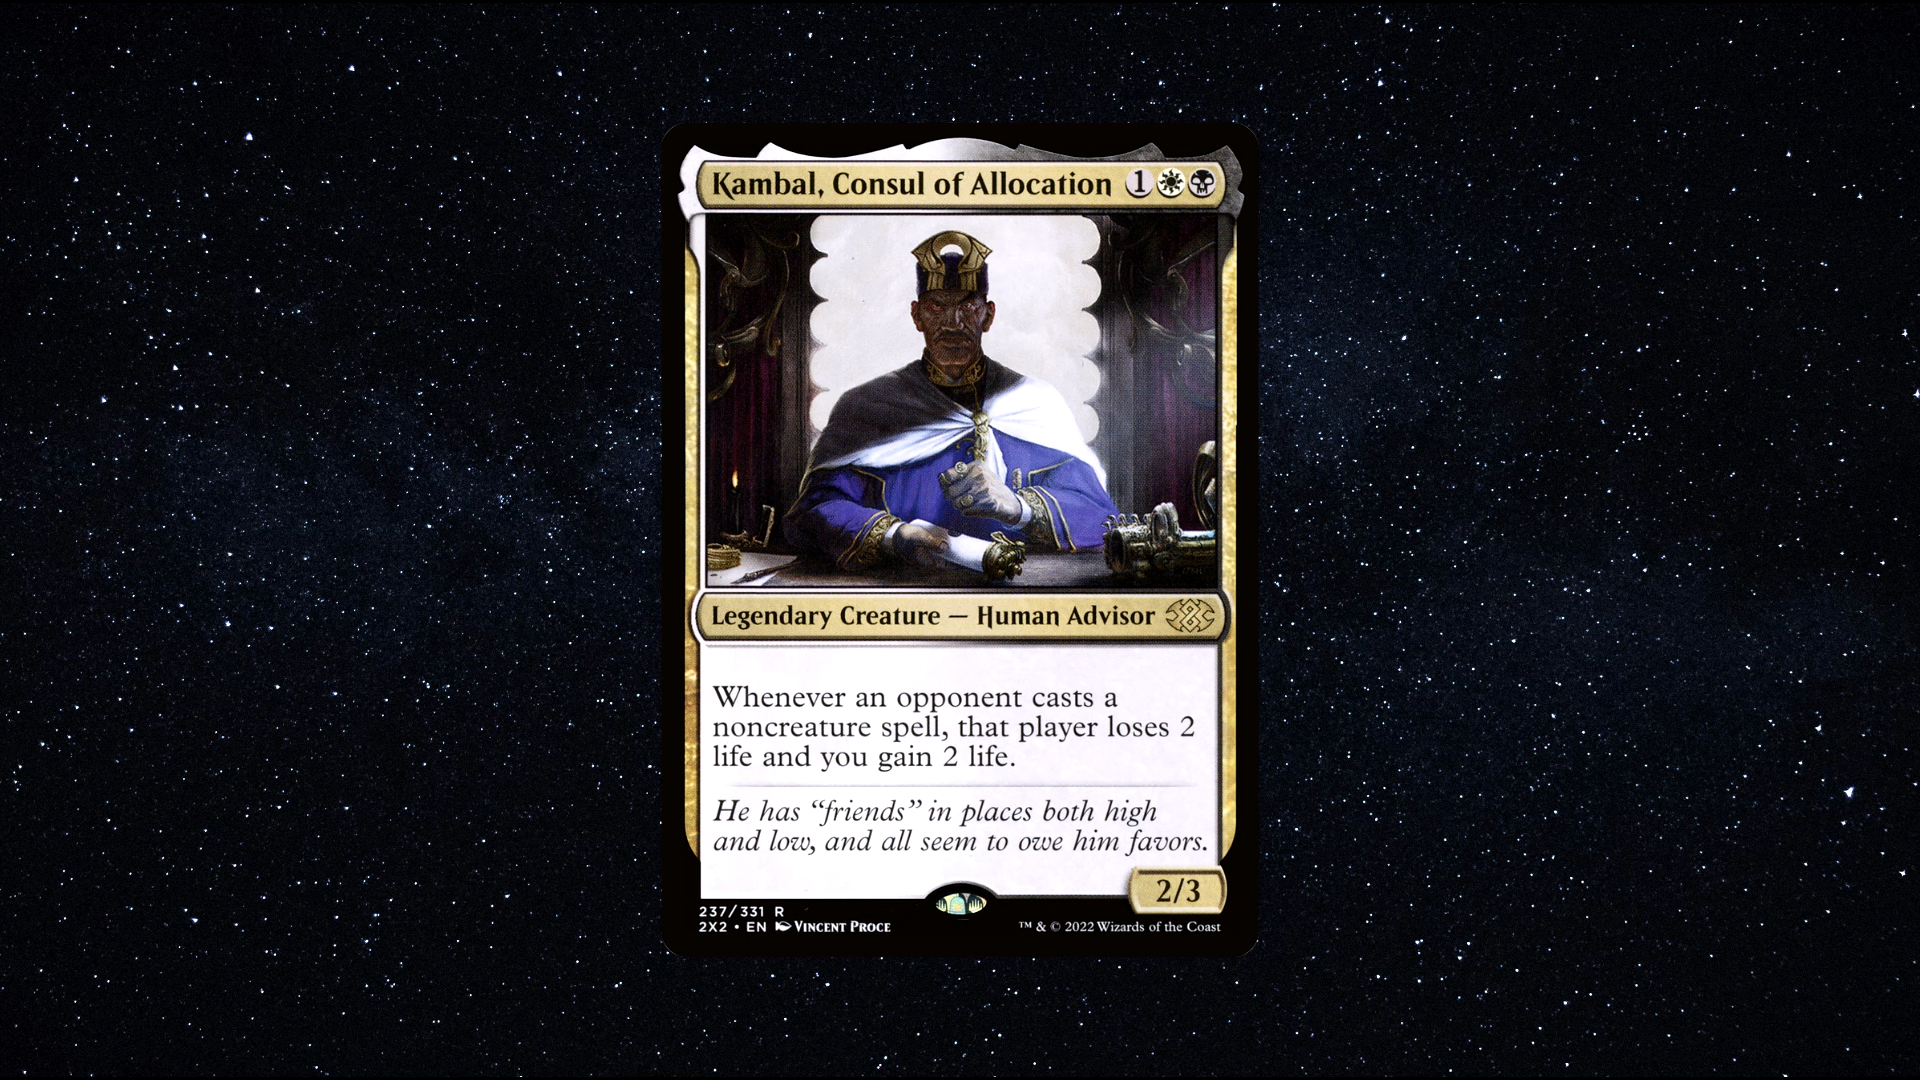 Kambal, Consul of Allocation 1
Legendary Creature — Human Advisor
Whenever an opponent casts a
noncreature spell, that player loses 2
life and you gain 2 life.
He has “friends” in places both high
and low, and all seem to owe him favors.
2/3
237/331 R
2X2 • EN Vincent Proce
™ & © 2022 Wizards of the Coast